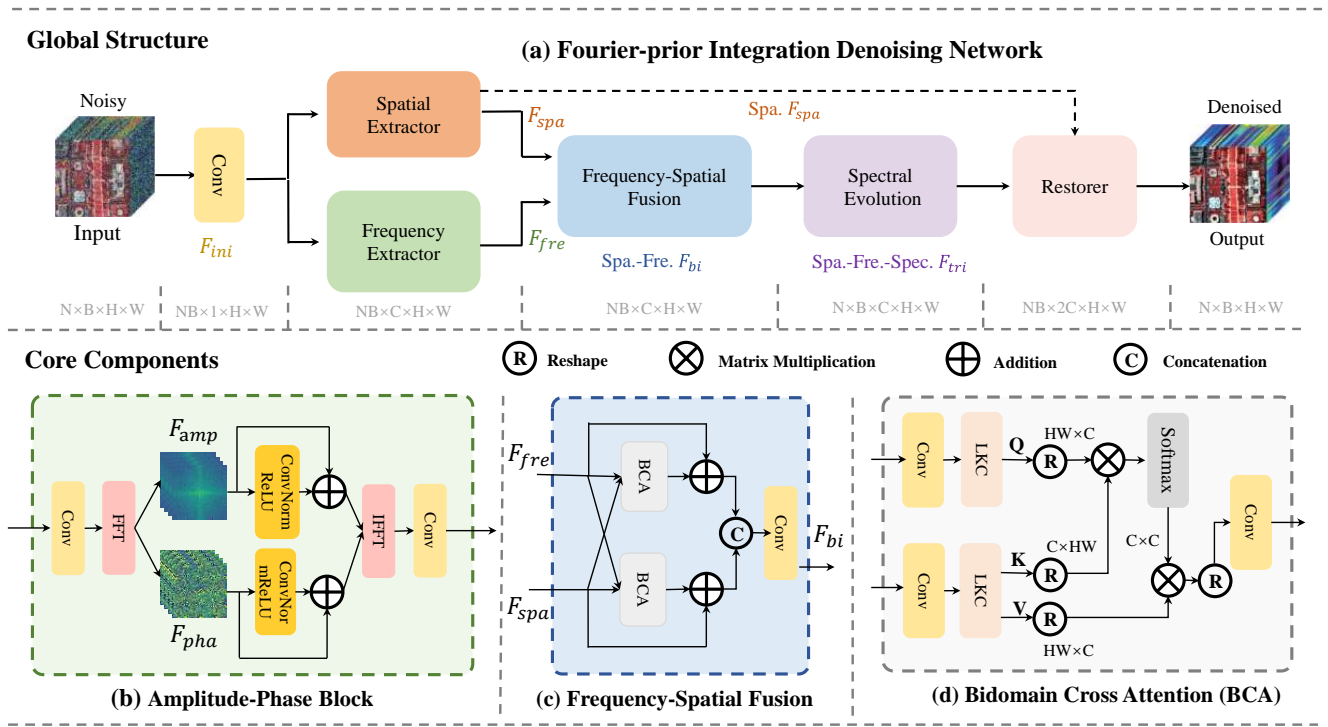 Global Structure
(a) Fourier-prior Integration Denoising Network
Noisy
Input
Conv
F_ini
Spatial
Extractor
Frequency
Extractor
F_spa
F_fre
Spa. F_spa
Frequency-Spatial
Fusion
Spa.-Fre. F_bi
Spectral
Evolution
Spa.-Fre.-Spec. F_tri
Restorer
Denoised
Output
N×B×H×W
NB×1×H×W
NB×C×H×W
NB×C×H×W
N×B×C×H×W
NB×2C×H×W
N×B×H×W
Core Components
R Reshape
Matrix Multiplication
Addition
C Concatenation
Conv
FFT
F_amp
F_pha
ConvNorm
ReLU
ConvNor
mReLU
IFFT
Conv
(b) Amplitude-Phase Block
F_fre
F_spa
BCA
BCA
C
Conv
F_bi
(c) Frequency-Spatial Fusion
Conv
LKC
Q
R
HW×C
Softmax
Conv
LKC
K
R
C×HW
V
R
HW×C
C×C
R
Conv
(d) Bidomain Cross Attention (BCA)